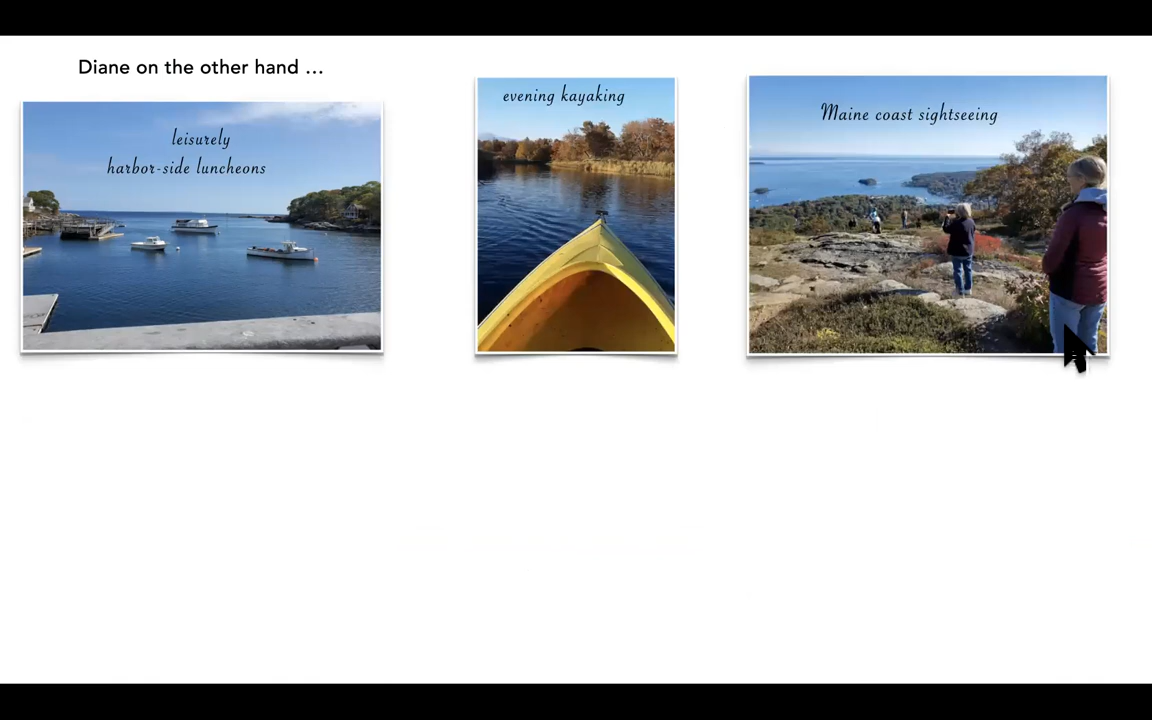 Diane on the other hand ...
leisurely
harbor-side luncheons
evening kayaking
Maine coast sightseeing